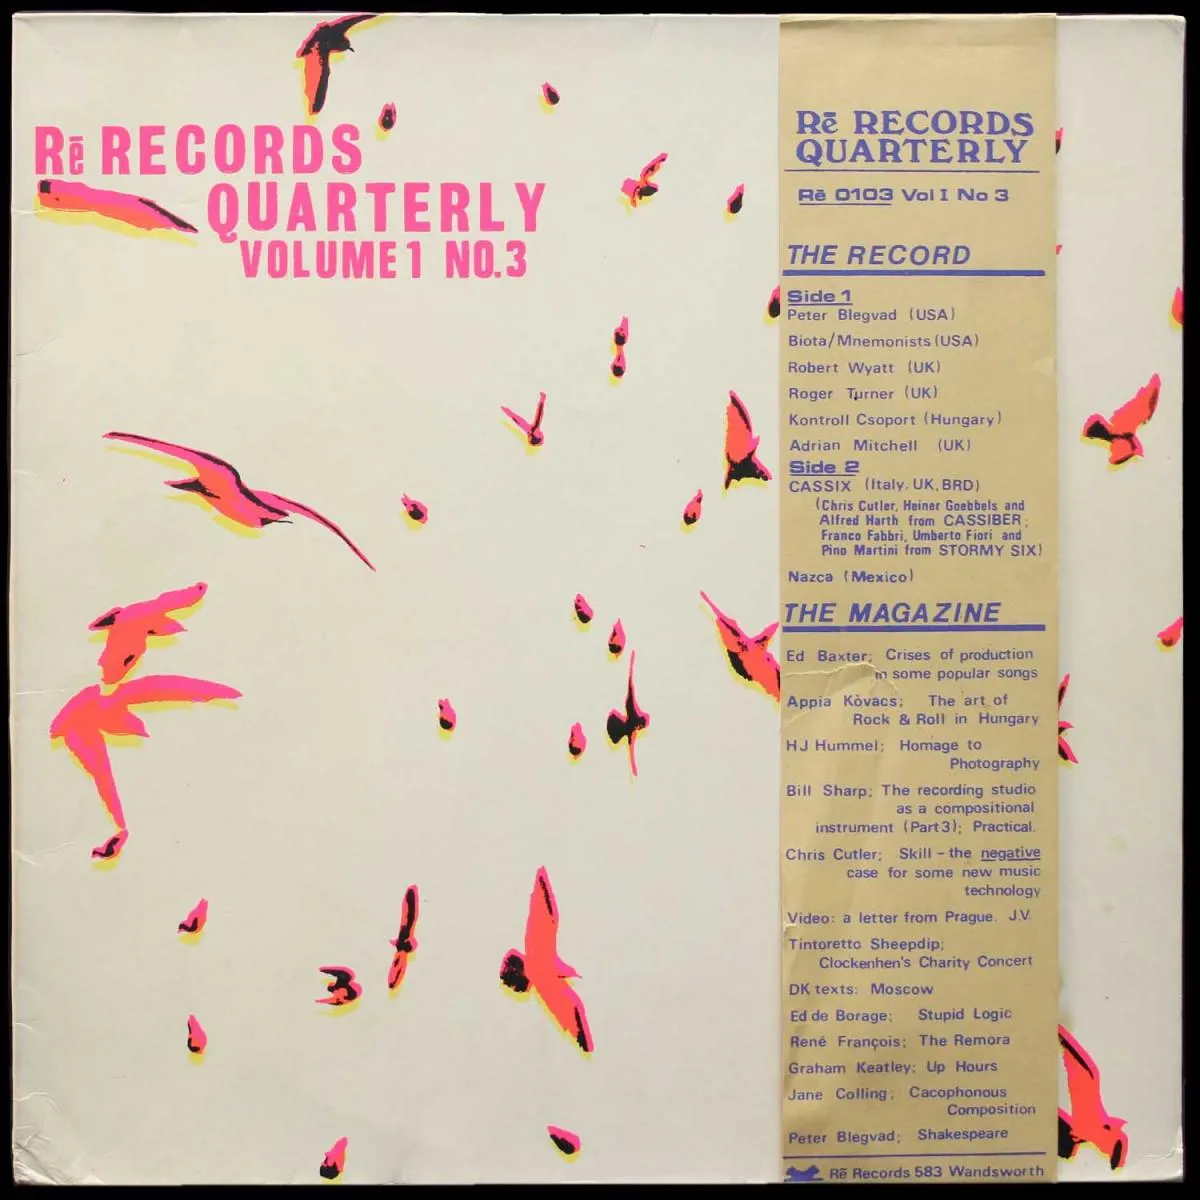 Rē RECORDS
QUARTERLY
VOLUME 1 NO.3
Rē RECORDS
QUARTERLY
Rē 0103 Vol I No 3
THE RECORD
Side 1
Peter Blegvad (USA)
Biota/Mnemonists (USA)
Robert Wyatt (UK)
Roger Turner (UK)
Kontroll Csoport (Hungary)
Adrian Mitchell (UK)
Side 2
CASSIX (Italy, UK, BRD)
(Chris Cutler, Heiner Goebbels and
Alfred Harth from CASSIBER;
Franco Fabbri, Umberto Fiori and
Pino Martini from STORMY SIX)
Nazca (Mexico)
THE MAGAZINE
Ed Baxter; Crises of production
in some popular songs
Appia Kòvacs; The art of
Rock & Roll in Hungary
HJ Hummel; Homage to
Photography
Bill Sharp; The recording studio
as a compositional
instrument (Part3); Practical.
Chris Cutler; Skill - the negative
case for some new music
technology
Video: a letter from Prague. J.V.
Tintoretto Sheepdip;
Clockenhen's Charity Concert
DK texts: Moscow
Ed de Borage; Stupid Logic
René François; The Remora
Graham Keatley; Up Hours
Jane Colling; Cacophonous
Composition
Peter Blegvad; Shakespeare
Rē Records 583 Wandsworth